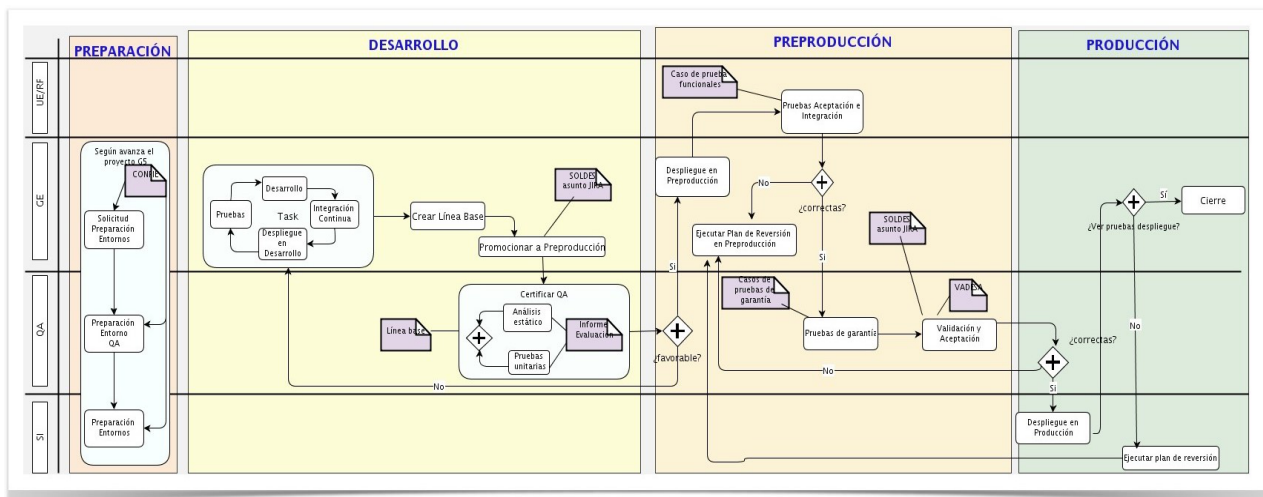 PREPARACIÓN
DESARROLLO
PREPRODUCCIÓN
PRODUCCIÓN
UE/RF
GE
QA
SI
Según avanza el
proyecto G5
CONFIE
Solicitud
Preparación
Entornos
Preparación
Entorno
QA
Preparación
Entornos
Desarrollo
Pruebas
Task
Integración
Continua
Despliegue
en
Desarrollo
Crear Línea Base
SOLDES
asunto JIRA
Promocionar a Preproducción
Certificar QA
Línea base
Análisis
estático
Pruebas
unitarias
Informe
Evaluación
¿favorable?
No
Si
Caso de prueba
funcionales
Pruebas Aceptación e
Integración
Despliegue en
Preproducción
No
¿correctas?
Si
Ejecutar Plan de Reversión
en Preproducción
Casos de
pruebas de
garantía
Pruebas de garantía
SOLDES
asunto JIRA
VADESA
Validación y
Aceptación
¿correctas?
No
Si
Despliegue en
Producción
¿Ver pruebas despliegue?
Sí
Cierre
No
Ejecutar plan de reversión